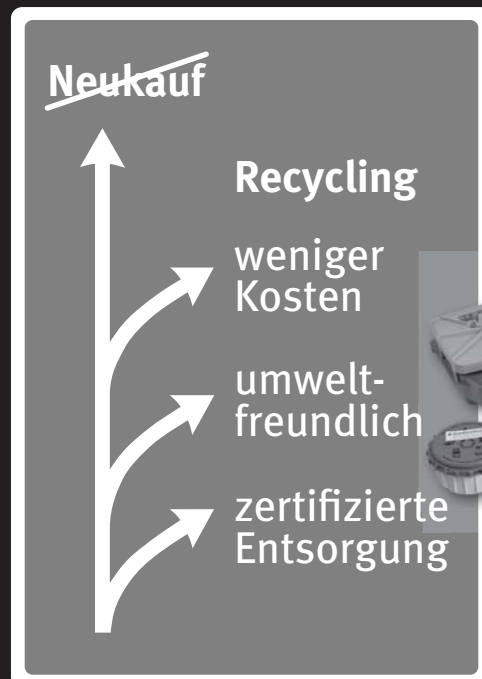 Neukauf
Recycling
weniger
Kosten
umwelt-
freundlich
zertifizierte
Entsorgung